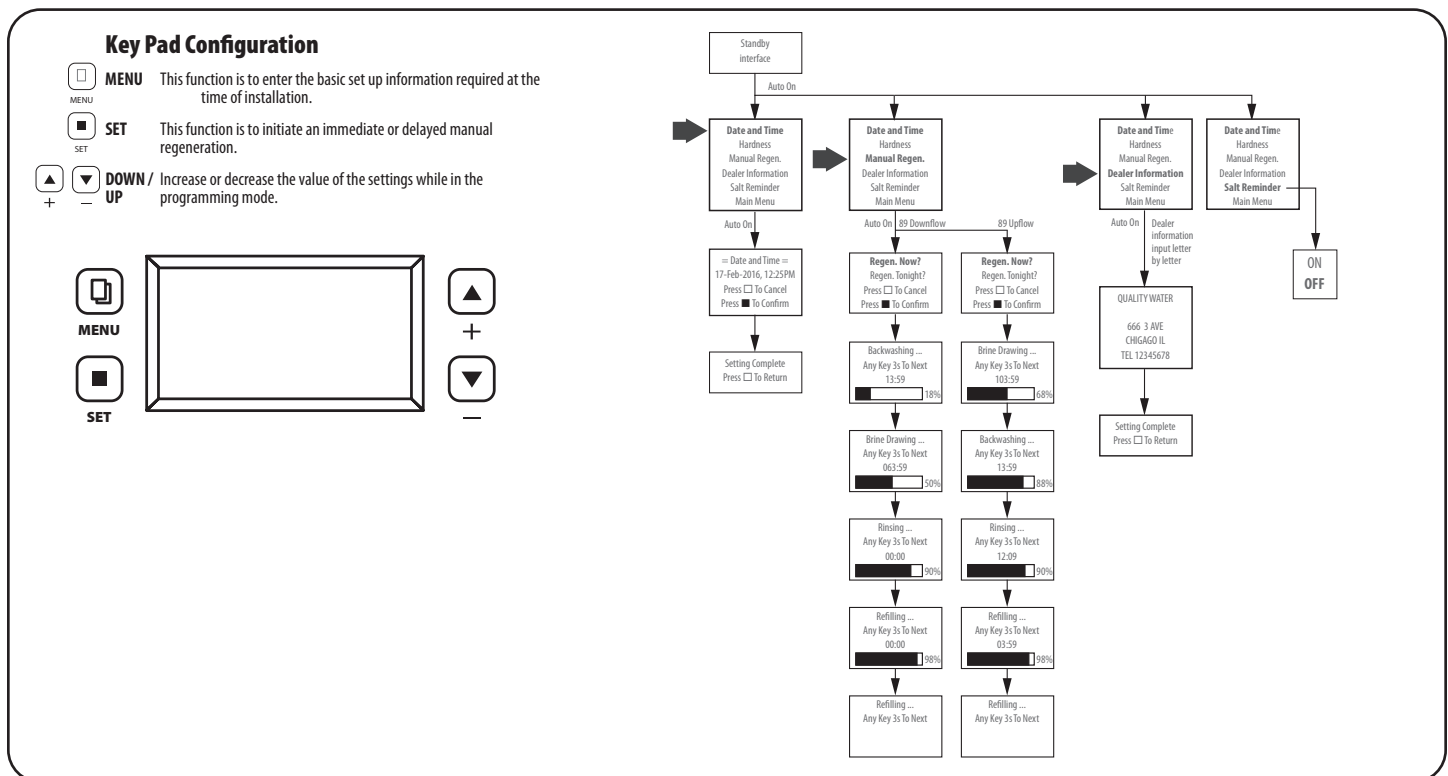 Key Pad Configuration
MENU
MENU This function is to enter the basic set up information required at the
time of installation.
SET
SET This function is to initiate an immediate or delayed manual
regeneration.
+ — DOWN / UP Increase or decrease the value of the settings while in the
programming mode.
MENU
SET
+
—
Standby
interface
Auto On
Date and Time
Hardness
Manual Regen.
Dealer Information
Salt Reminder
Main Menu
Auto On
= Date and Time =
17-Feb-2016, 12:25PM
Press □ To Cancel
Press ■ To Confirm
Setting Complete
Press □ To Return
Date and Time
Hardness
Manual Regen.
Dealer Information
Salt Reminder
Main Menu
Auto On 89 Downflow
89 Upflow
Regen. Now?
Regen. Tonight?
Press □ To Cancel
Press ■ To Confirm
Backwashing ...
Any Key 3s To Next
13:59
18%
Brine Drawing ...
Any Key 3s To Next
063:59
50%
Rinsing ...
Any Key 3s To Next
00:00
90%
Refilling ...
Any Key 3s To Next
00:00
98%
Refilling ...
Any Key 3s To Next
Regen. Now?
Regen. Tonight?
Press □ To Cancel
Press ■ To Confirm
Brine Drawing ...
Any Key 3s To Next
103:59
68%
Backwashing ...
Any Key 3s To Next
13:59
88%
Rinsing ...
Any Key 3s To Next
12:09
90%
Refilling ...
Any Key 3s To Next
03:59
98%
Refilling ...
Any Key 3s To Next
Date and Time
Hardness
Manual Regen.
Dealer Information
Salt Reminder
Main Menu
Auto On
Dealer
information
input letter
by letter
QUALITY WATER
666 3 AVE
CHIGAGO IL
TEL 12345678
Setting Complete
Press □ To Return
Date and Time
Hardness
Manual Regen.
Dealer Information
Salt Reminder
Main Menu
ON
OFF